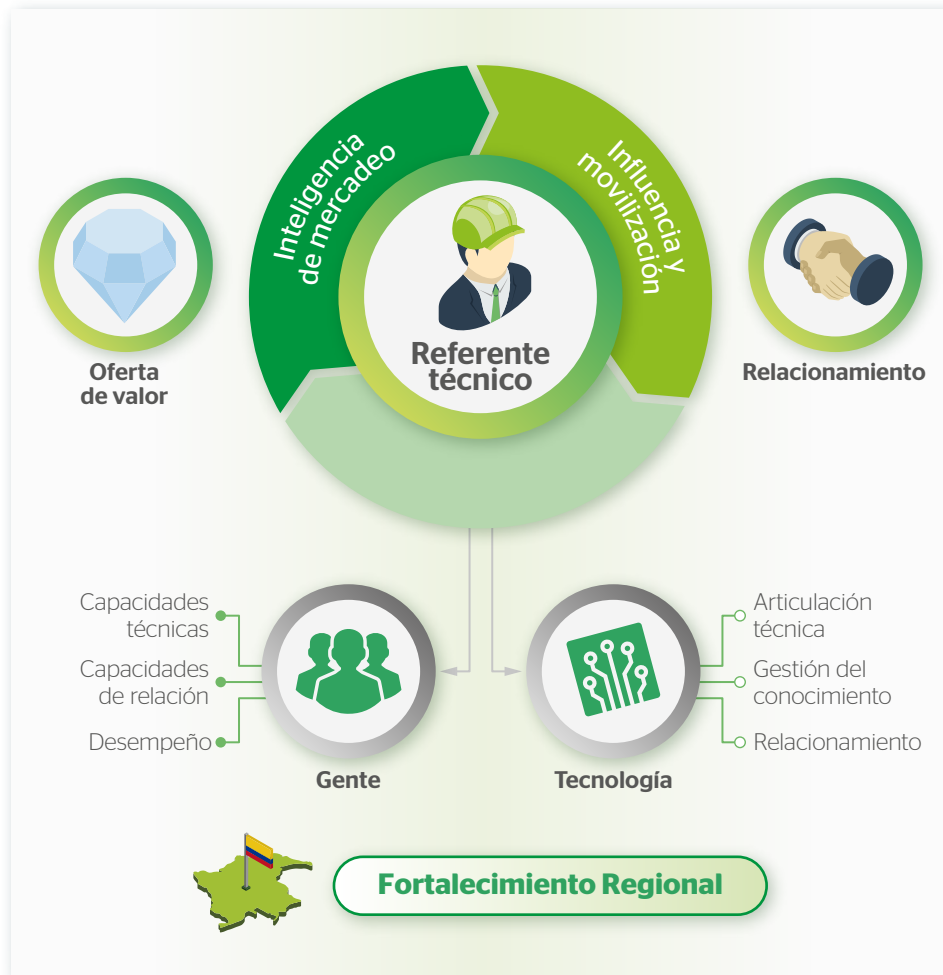 Inteligencia
de mercadeo
Influencia y
movilización
Referente
técnico
Oferta
de valor
Relacionamiento
Capacidades
técnicas
Capacidades
de relación
Desempeño
Gente
Articulación
técnica
Gestión del
conocimiento
Relacionamiento
Tecnología
Fortalecimiento Regional